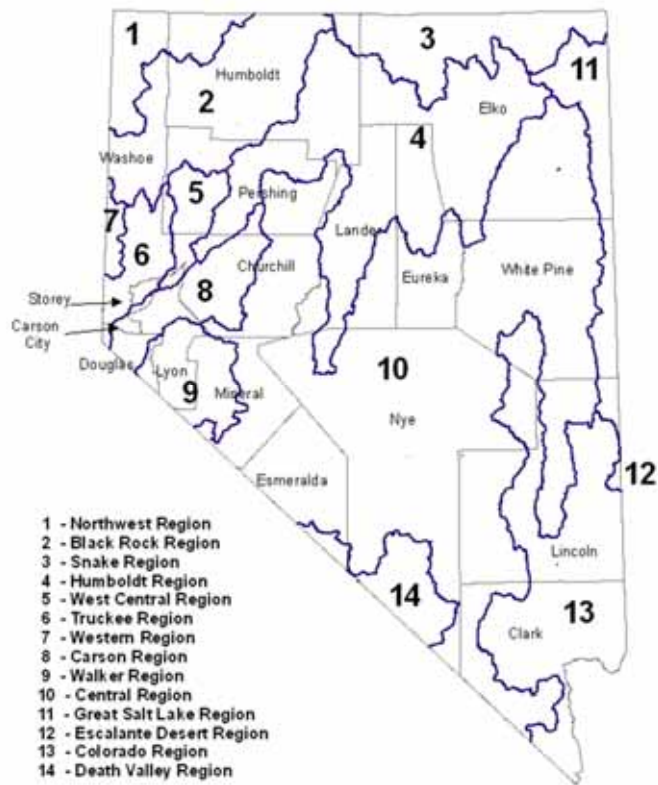 1
3
Humboldt
11
2
Elko
4
Washoe
5
Pershing
7
Lander
6
Churchill
White Pine
Eureka
Storey
8
Carson
City
Douglas
Lyon
10
9
Mineral
Nye
Esmeralda
12
Lincoln
14
13
Clark
1 - Northwest Region
2 - Black Rock Region
3 - Snake Region
4 - Humboldt Region
5 - West Central Region
6 - Truckee Region
7 - Western Region
8 - Carson Region
9 - Walker Region
10 - Central Region
11 - Great Salt Lake Region
12 - Escalante Desert Region
13 - Colorado Region
14 - Death Valley Region